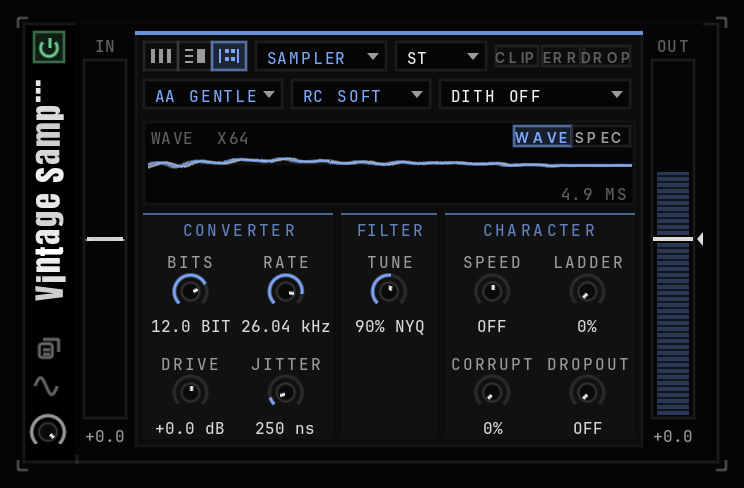 IN
OUT
SAMPLER
ST
CLIP ERR DROP
AA GENTLE
RC SOFT
DITH OFF
WAVE X64
WAVE SPEC
4.9 MS
Vintage Samp...
CONVERTER
FILTER
CHARACTER
BITS
RATE
TUNE
SPEED
LADDER
12.0 BIT
26.04 kHz
90% NYQ
OFF
0%
DRIVE
JITTER
CORRUPT
DROPOUT
+0.0 dB
250 ns
0%
OFF
+0.0
+0.0